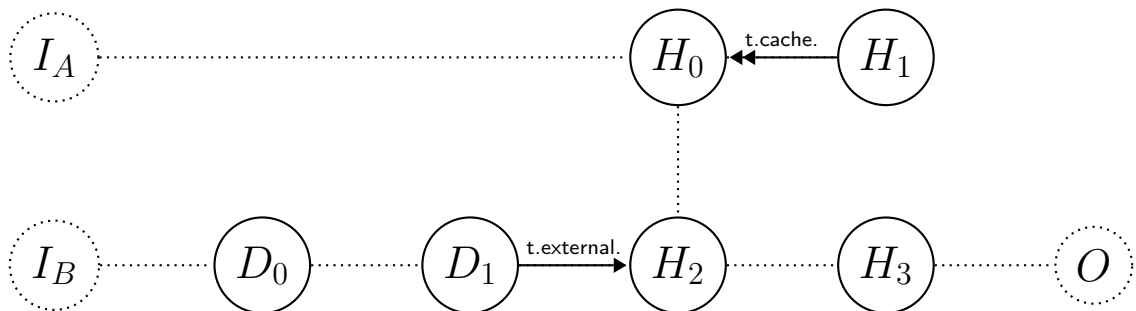 I_A
t.cache.
H_0
H_1
t.external.
I_B
D_0
D_1
H_2
H_3
O